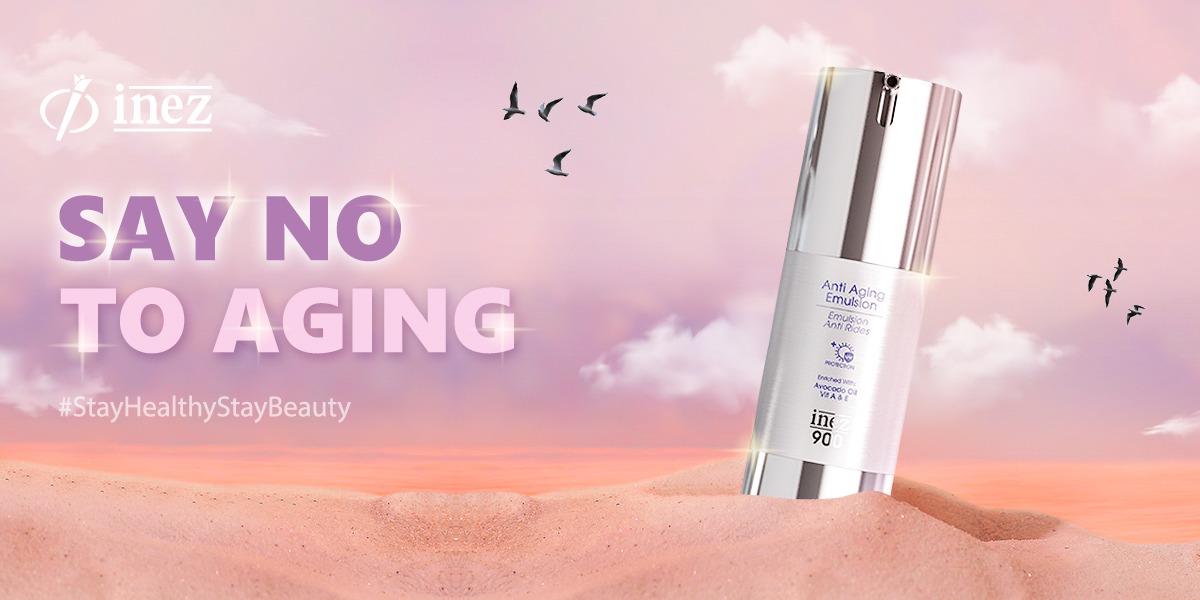 inez
SAY NO
TO AGING
#StayHealthyStayBeauty
Anti Aging
Emulsion
Emulsion
Anti Rides
PROTECTION
Enriched With:
Avocado Oil
Vit A & E
inez
900